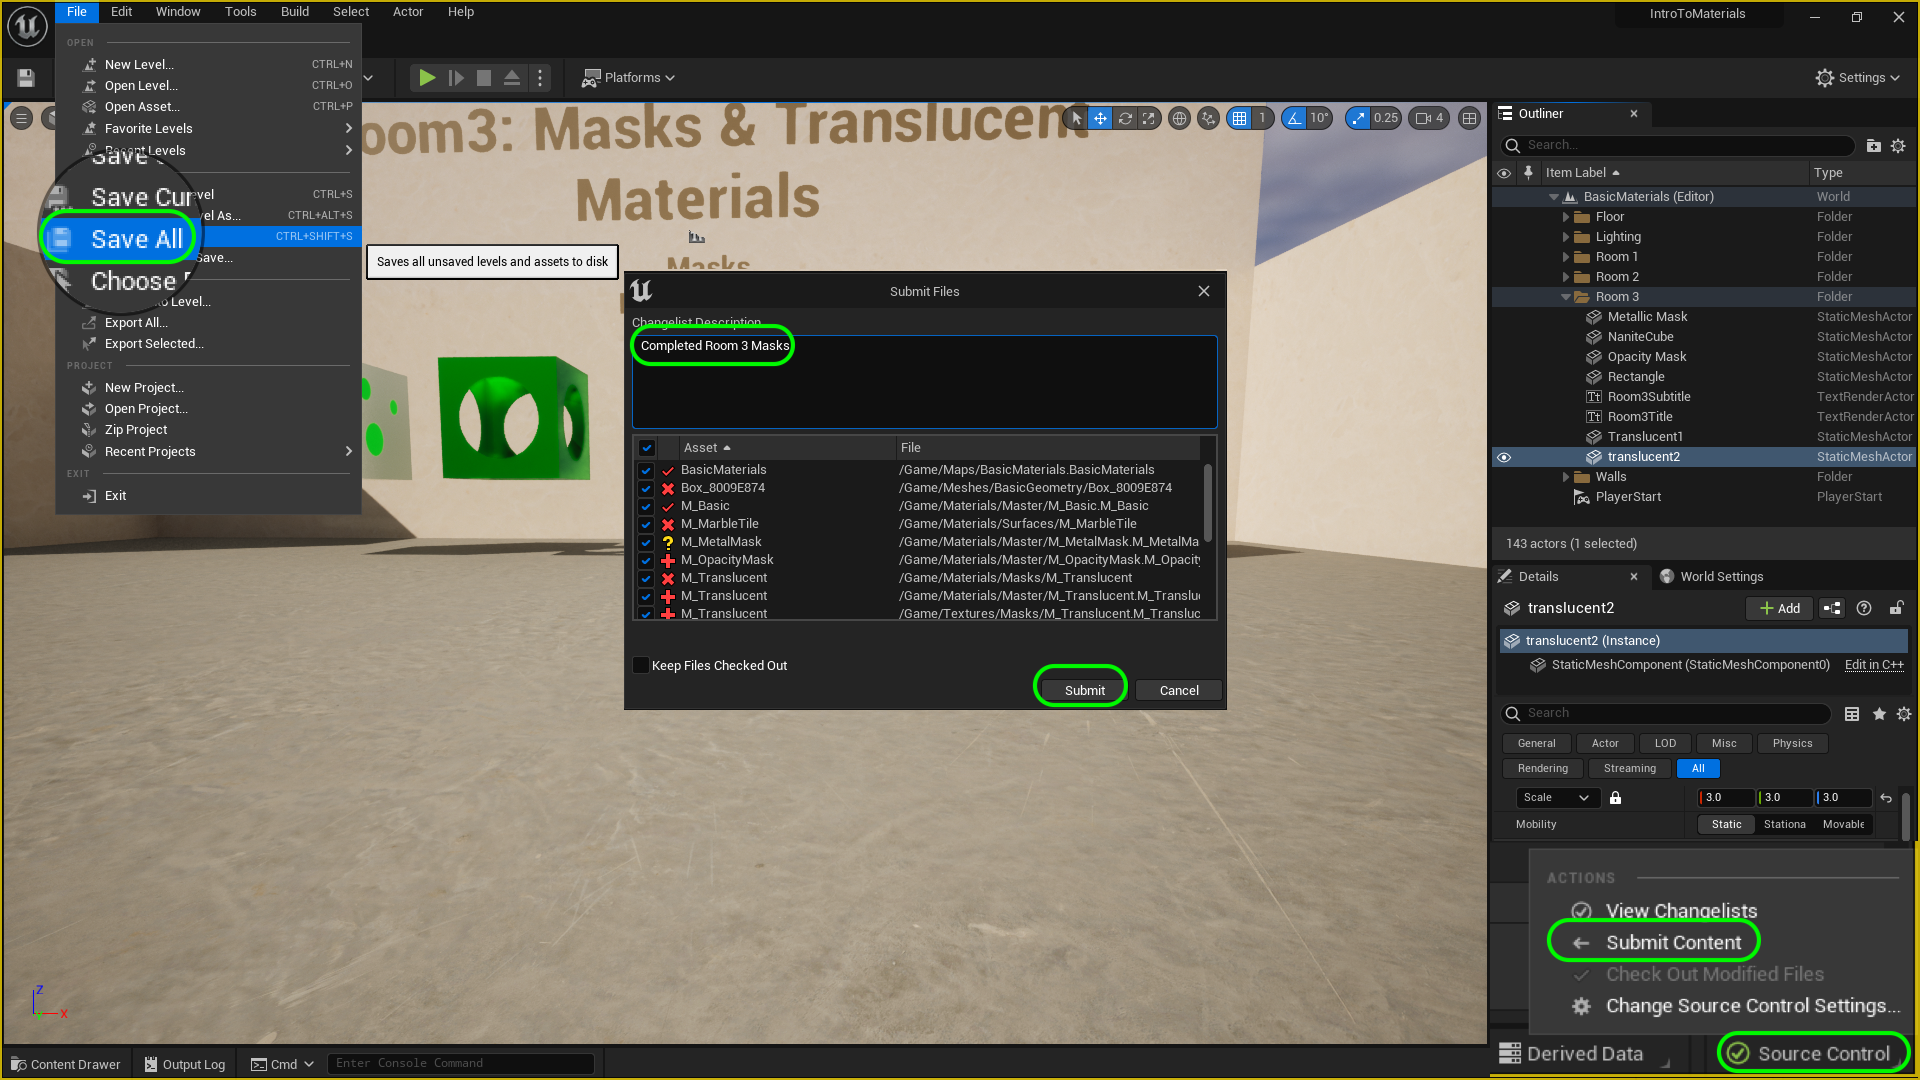 File Edit Window Tools Build Select Actor Help
IntroToMaterials
OPEN
New Level... CTRL+N
Open Level... CTRL+O
Open Asset... CTRL+P
Favorite Levels
Levels
Save
Save Cur vel CTRL+S
vel As... CTRL+ALT+S
Save All CTRL+SHIFT+S
Save...
Choose
Level...
Export All...
Export Selected...
PROJECT
New Project...
Open Project...
Zip Project
Recent Projects
EXIT
Exit
Saves all unsaved levels and assets to disk
Platforms
Settings
oom3: Masks & Translucent
Materials
Masks
1 10° 0.25 4
Submit Files
Changelist Description
Completed Room 3 Masks
Asset File
BasicMaterials /Game/Maps/BasicMaterials.BasicMaterials
Box_8009E874 /Game/Meshes/BasicGeometry/Box_8009E874
M_Basic /Game/Materials/Master/M_Basic.M_Basic
M_MarbleTile /Game/Materials/Surfaces/M_MarbleTile
M_MetalMask /Game/Materials/Master/M_MetalMask.M_MetalMa
M_OpacityMask /Game/Materials/Master/M_OpacityMask.M_Opacity
M_Translucent /Game/Materials/Masks/M_Translucent
M_Translucent /Game/Materials/Master/M_Translucent.M_Translu
M_Translucent /Game/Textures/Masks/M_Translucent.M_Transluc
Keep Files Checked Out
Submit Cancel
Outliner
Search...
Item Label Type
BasicMaterials (Editor) World
Floor Folder
Lighting Folder
Room 1 Folder
Room 2 Folder
Room 3 Folder
Metallic Mask StaticMeshActor
NaniteCube StaticMeshActor
Opacity Mask StaticMeshActor
Rectangle StaticMeshActor
Room3Subtitle TextRenderActor
Room3Title TextRenderActor
Translucent1 StaticMeshActor
translucent2 StaticMeshActor
Walls Folder
PlayerStart PlayerStart
143 actors (1 selected)
Details World Settings
translucent2 Add
translucent2 (Instance)
StaticMeshComponent (StaticMeshComponent0) Edit in C++
Search
General Actor LOD Misc Physics
Rendering Streaming All
Scale 3.0 3.0 3.0
Mobility Static Stationa Movable
ACTIONS
View Changelists
Submit Content
Check Out Modified Files
Change Source Control Settings...
Z
Y X
Content Drawer Output Log Cmd Enter Console Command
Derived Data Source Control